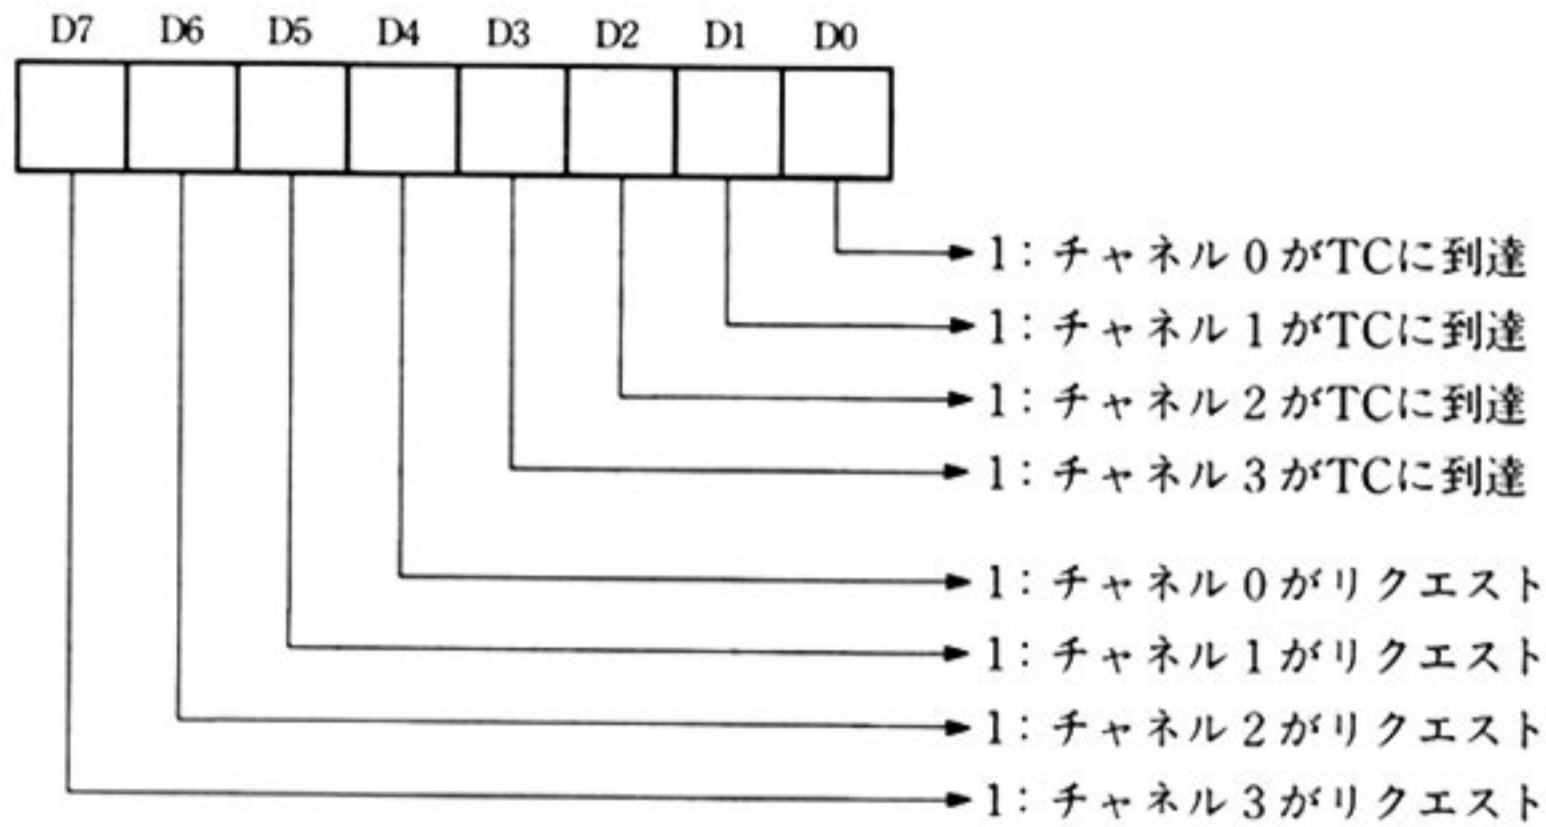 D7 D6 D5 D4 D3 D2 D1 D0
1: チャネル0がTCに到達
1: チャネル1がTCに到達
1: チャネル2がTCに到達
1: チャネル3がTCに到達
1: チャネル0がリクエスト
1: チャネル1がリクエスト
1: チャネル2がリクエスト
1: チャネル3がリクエスト